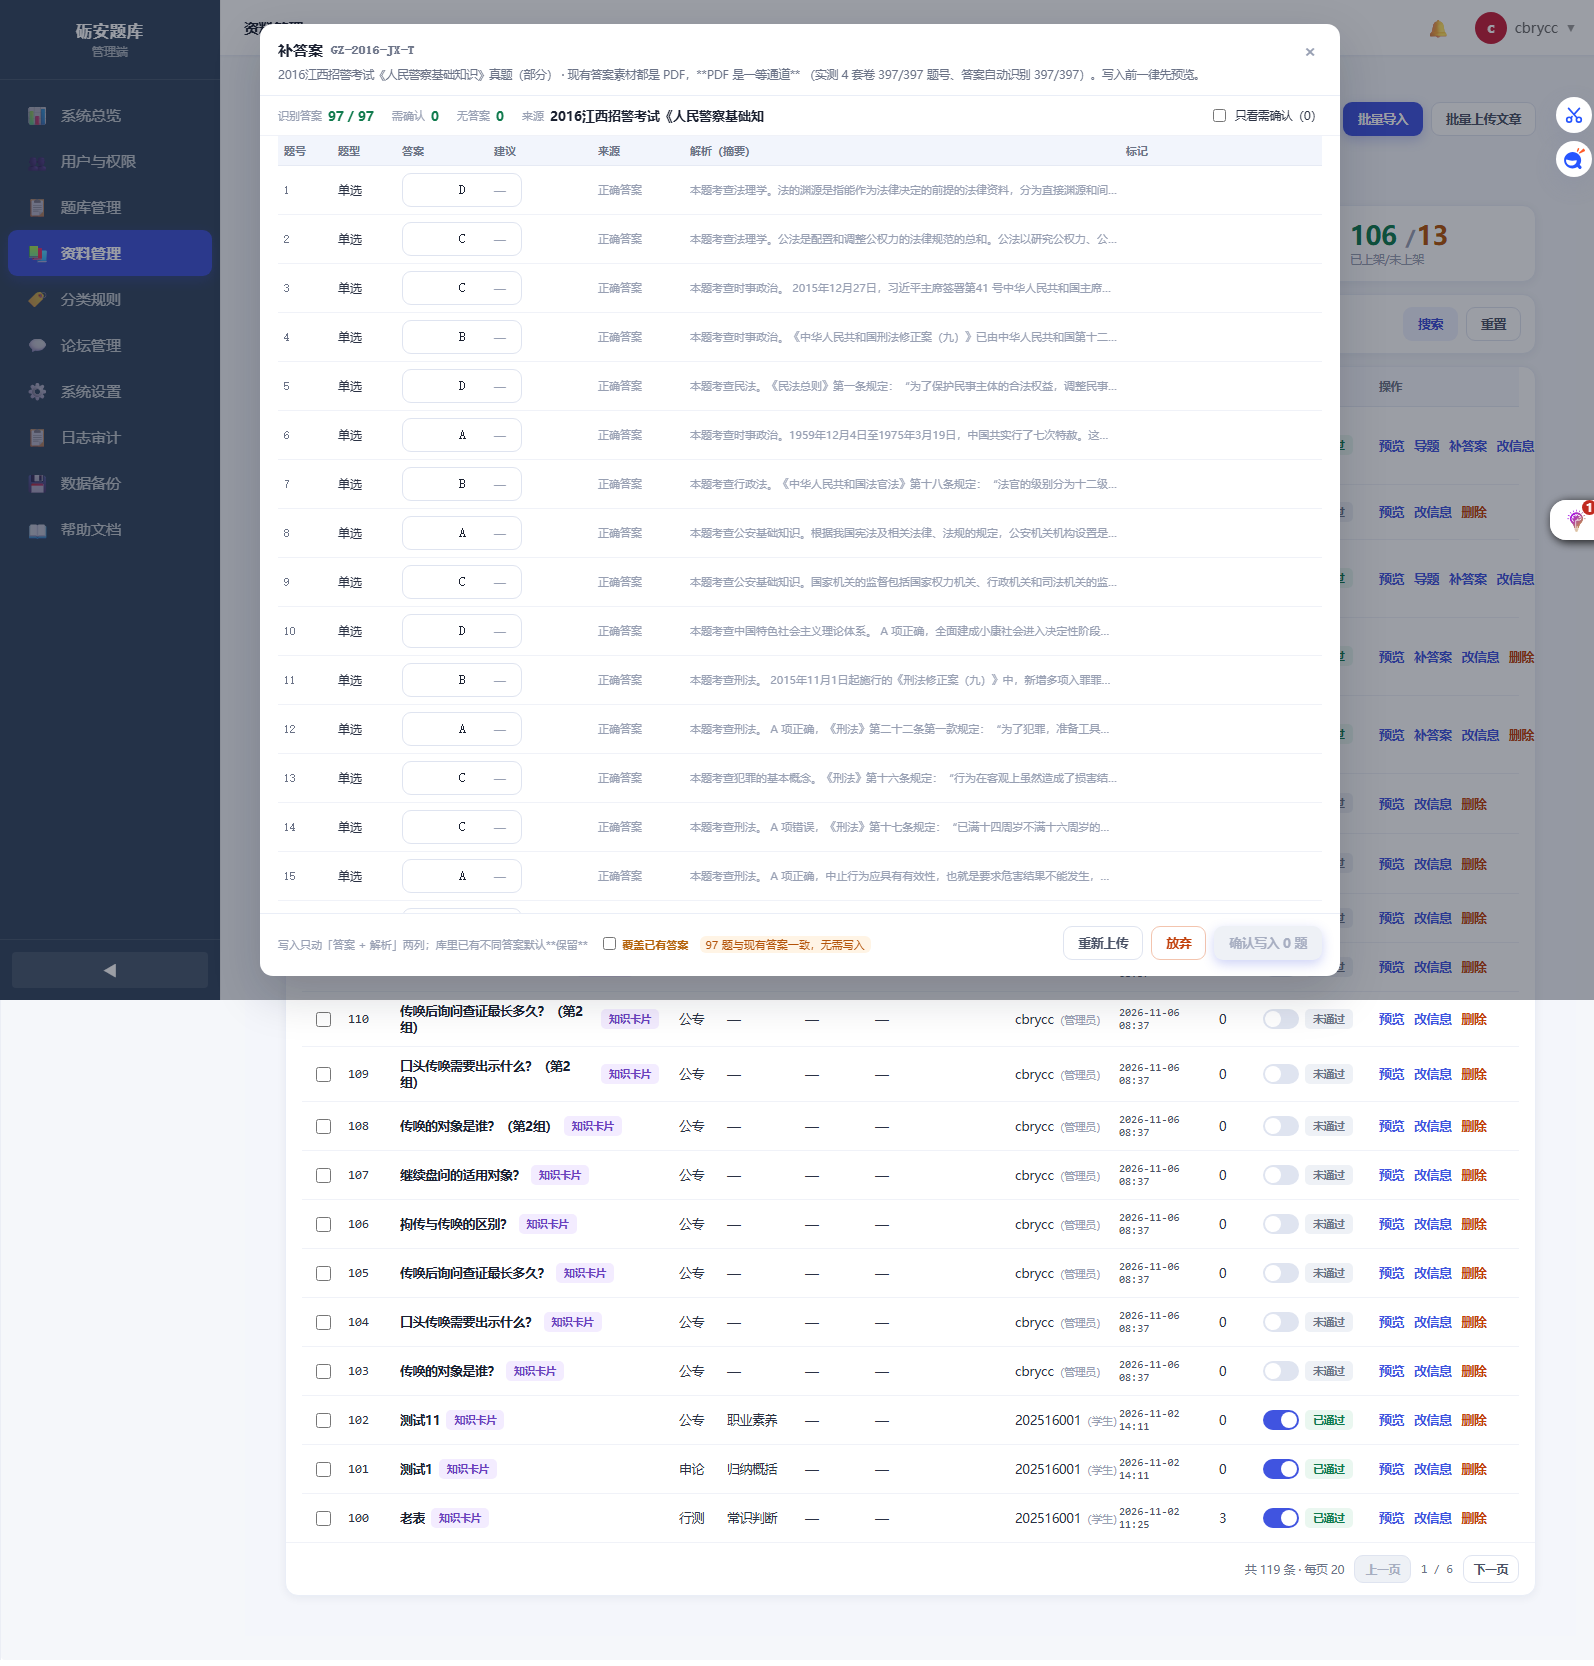 砺安题库
管理端
系统总览
用户与权限
题库管理
资料管理
分类规则
论坛管理
系统设置
日志审计
数据备份
帮助文档
◀
c cbrycc ▼
批量导入 批量上传文章
106 /13
已上架/未上架
搜索 重置
操作
预览 导题 补答案 改信息
预览 改信息 删除
预览 导题 补答案 改信息
预览 补答案 改信息 删除
预览 补答案 改信息 删除
预览 改信息 删除
预览 改信息 删除
预览 改信息 删除
预览 改信息 删除
1
补答案 GZ-2016-JX-T ×
2016江西招警考试《人民警察基础知识》真题（部分） · 现有答案素材都是 PDF，**PDF 是一等通道** （实测 4 套卷 397/397 题号、答案自动识别 397/397）。写入前一律先预览。
识别答案 97 / 97 需确认 0 无答案 0 来源 2016江西招警考试《人民警察基础知 只看需确认（0）
题号 题型 答案 建议 来源 解析（摘要） 标记
1 单选 D — 正确答案 本题考查法理学。法的渊源是指能作为法律决定的前提的法律资料，分为直接渊源和间...
2 单选 C — 正确答案 本题考查法理学。公法是配置和调整公权力的法律规范的总和。公法以研究公权力、公...
3 单选 C — 正确答案 本题考查时事政治。 2015年12月27日，习近平主席签署第41 号中华人民共和国主席...
4 单选 B — 正确答案 本题考查时事政治。《中华人民共和国刑法修正案（九）》已由中华人民共和国第十二...
5 单选 D — 正确答案 本题考查民法。《民法总则》第一条规定：“为了保护民事主体的合法权益，调整民事...
6 单选 A — 正确答案 本题考查时事政治。1959年12月4日至1975年3月19日，中国共实行了七次特赦。这...
7 单选 B — 正确答案 本题考查行政法。《中华人民共和国法官法》第十八条规定：“法官的级别分为十二级...
8 单选 A — 正确答案 本题考查公安基础知识。根据我国宪法及相关法律、法规的规定，公安机关机构设置是...
9 单选 C — 正确答案 本题考查公安基础知识。国家机关的监督包括国家权力机关、行政机关和司法机关的监...
10 单选 D — 正确答案 本题考查中国特色社会主义理论体系。 A 项正确，全面建成小康社会进入决定性阶段...
11 单选 B — 正确答案 本题考查刑法。 2015年11月1日起施行的《刑法修正案（九）》中，新增多项入罪罪...
12 单选 A — 正确答案 本题考查刑法。 A 项正确，《刑法》第二十二条第一款规定：“为了犯罪，准备工具...
13 单选 C — 正确答案 本题考查犯罪的基本概念。《刑法》第十六条规定：“行为在客观上虽然造成了损害结...
14 单选 C — 正确答案 本题考查刑法。 A 项错误，《刑法》第十七条规定：“已满十四周岁不满十六周岁的...
15 单选 A — 正确答案 本题考查刑法。 A 项正确，中止行为应具有有效性，也就是要求危害结果不能发生，...
写入只动「答案 + 解析」两列；库里已有不同答案默认**保留** 覆盖已有答案 97 题与现有答案一致，无需写入 重新上传 放弃 确认写入 0 题
110 传唤后询问查证最长多久？（第2组） 知识卡片 公专 — — — cbrycc (管理员) 2026-11-06 08:37 0 未通过 预览 改信息 删除
109 口头传唤需要出示什么？（第2组） 知识卡片 公专 — — — cbrycc (管理员) 2026-11-06 08:37 0 未通过 预览 改信息 删除
108 传唤的对象是谁？（第2组） 知识卡片 公专 — — — cbrycc (管理员) 2026-11-06 08:37 0 未通过 预览 改信息 删除
107 继续盘问的适用对象？ 知识卡片 公专 — — — cbrycc (管理员) 2026-11-06 08:37 0 未通过 预览 改信息 删除
106 拘传与传唤的区别？ 知识卡片 公专 — — — cbrycc (管理员) 2026-11-06 08:37 0 未通过 预览 改信息 删除
105 传唤后询问查证最长多久？ 知识卡片 公专 — — — cbrycc (管理员) 2026-11-06 08:37 0 未通过 预览 改信息 删除
104 口头传唤需要出示什么？ 知识卡片 公专 — — — cbrycc (管理员) 2026-11-06 08:37 0 未通过 预览 改信息 删除
103 传唤的对象是谁？ 知识卡片 公专 — — — cbrycc (管理员) 2026-11-06 08:37 0 未通过 预览 改信息 删除
102 测试11 知识卡片 公专 职业素养 — — 202516001 (学生) 2026-11-02 14:11 0 已通过 预览 改信息 删除
101 测试1 知识卡片 申论 归纳概括 — — 202516001 (学生) 2026-11-02 14:11 0 已通过 预览 改信息 删除
100 老表 知识卡片 行测 常识判断 — — 202516001 (学生) 2026-11-02 11:25 3 已通过 预览 改信息 删除
共 119 条 · 每页 20 上一页 1 / 6 下一页